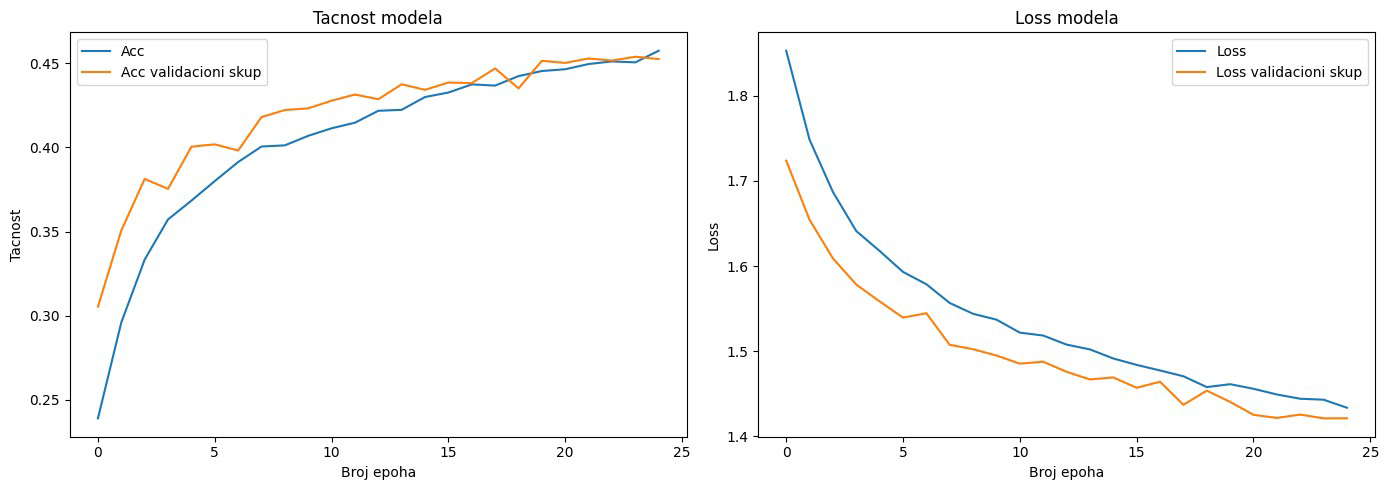 Tacnost modela
Acc
Acc validacioni skup
Tacnost
0.45
0.40
0.35
0.30
0.25
0 5 10 15 20 25
Broj epoha
Loss modela
Loss
Loss validacioni skup
Loss
1.8
1.7
1.6
1.5
1.4
0 5 10 15 20 25
Broj epoha